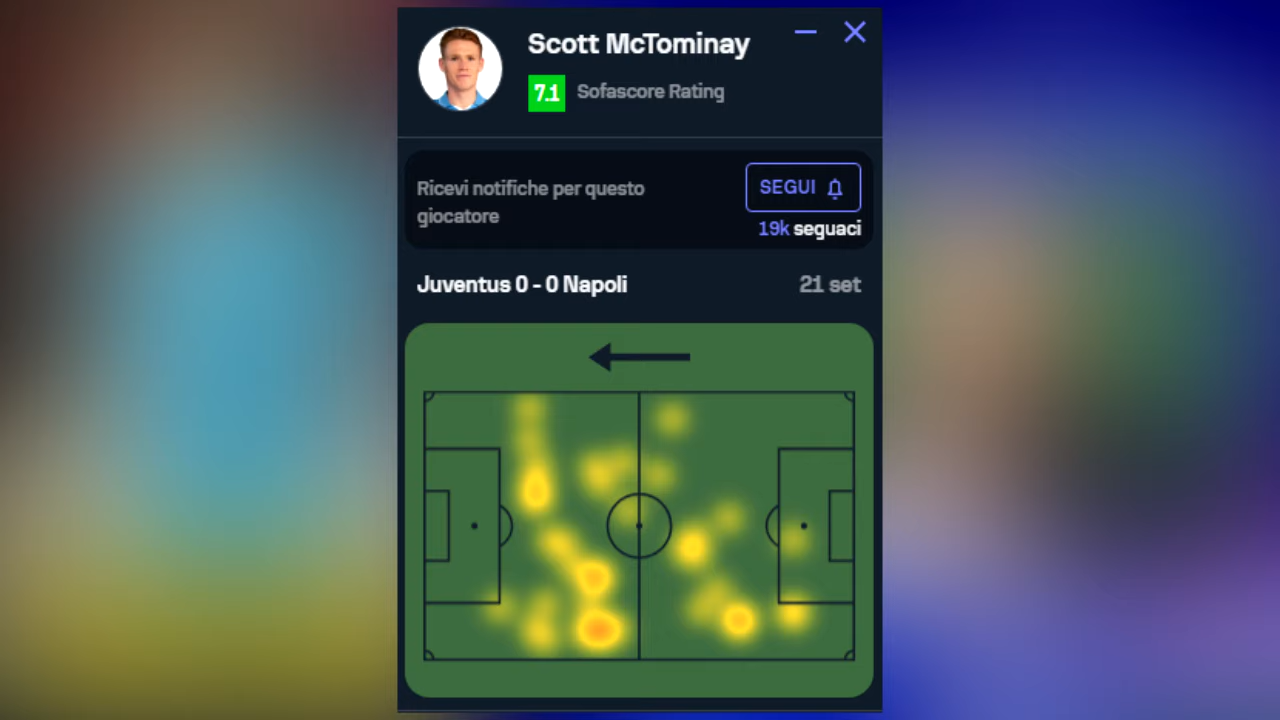 Scott McTominay
7.1 Sofascore Rating
Ricevi notifiche per questo
giocatore
SEGUI
19k seguaci
Juventus 0 - 0 Napoli
21 set